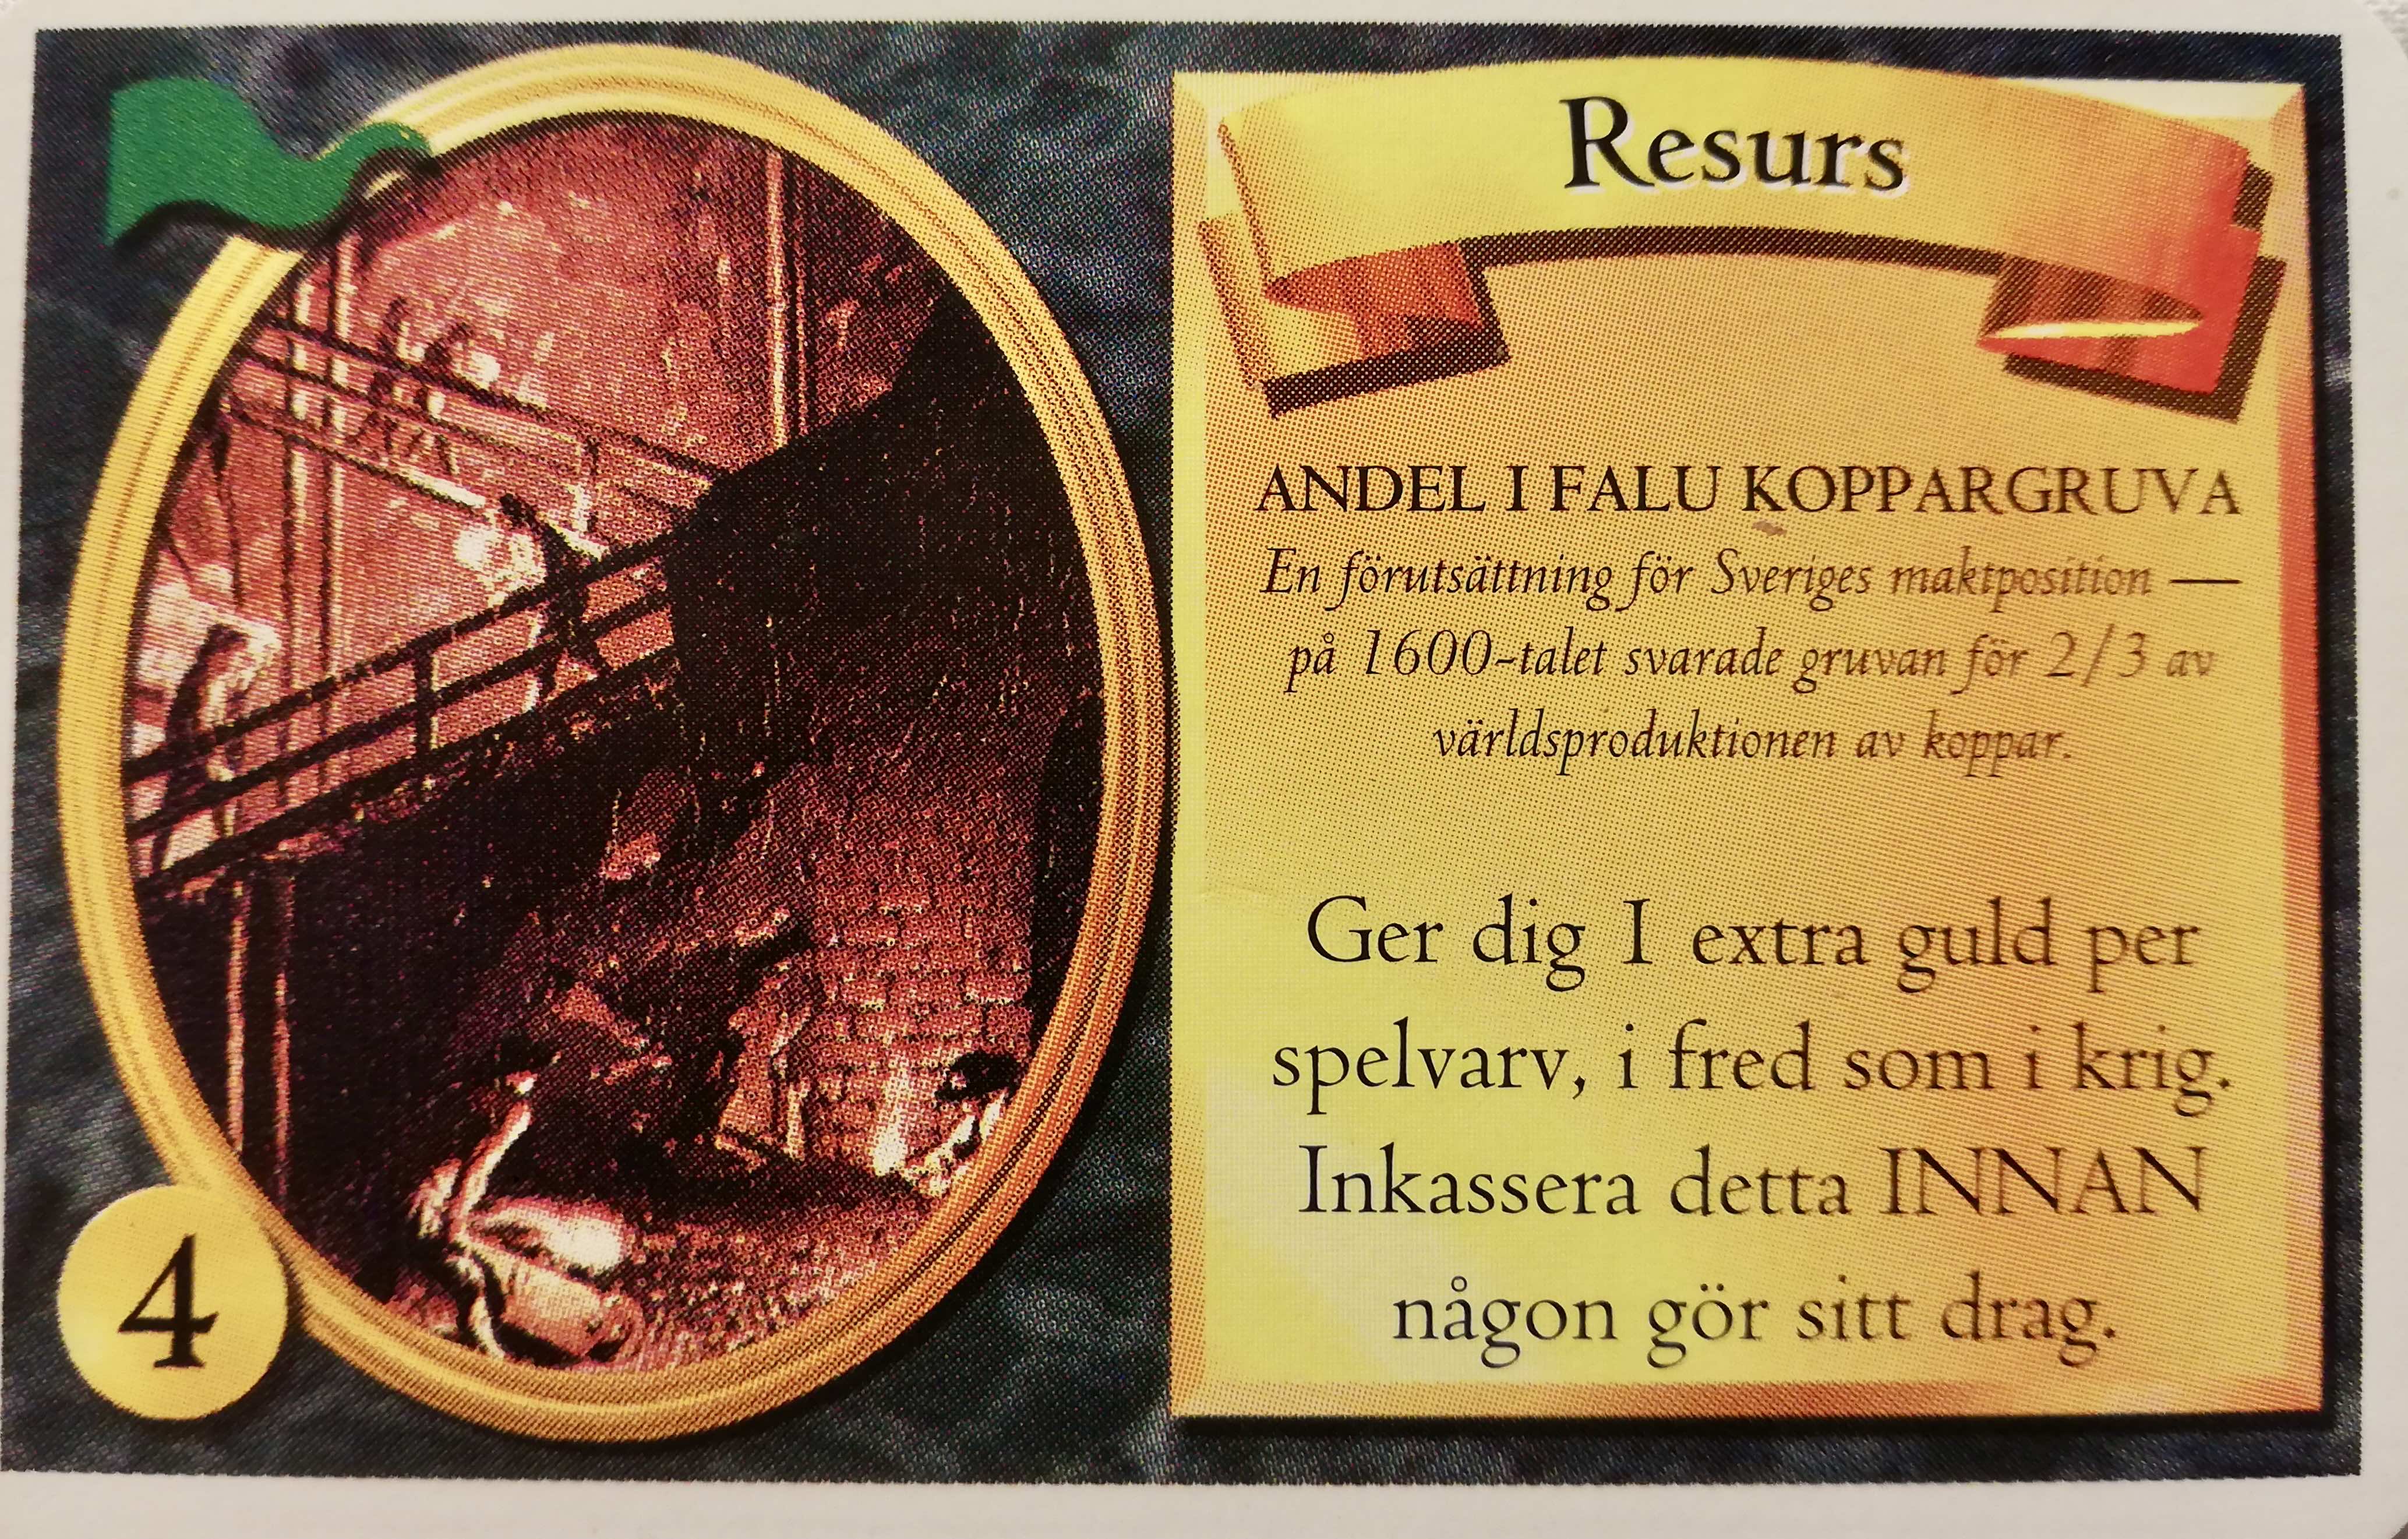 Resurs
ANDEL I FALU KOPPARGRUVA
En förutsättning för Sveriges maktposition —
på 1600-talet svarade gruvan för 2/3 av
världsproduktionen av koppar.
Ger dig I extra guld per
spelvarv, i fred som i krig.
Inkassera detta INNAN
någon gör sitt drag.
4